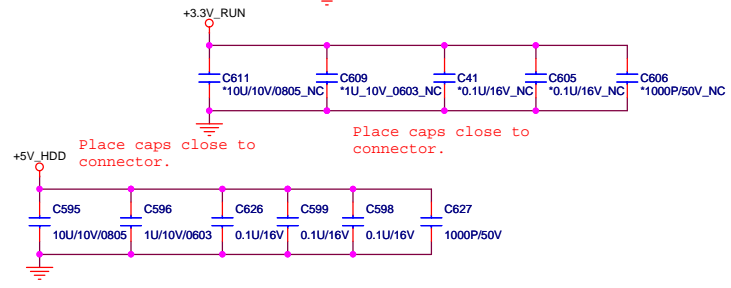 +3.3V_RUN
C611
*10U/10V/0805_NC
C609
*1U_10V_0603_NC
C41
*0.1U/16V_NC
C605
*0.1U/16V_NC
C606
*1000P/50V_NC
Place caps close to
connector.
Place caps close to
connector.
+5V_HDD
C595
10U/10V/0805
C596
1U/10V/0603
C626
0.1U/16V
C599
0.1U/16V
C598
0.1U/16V
C627
1000P/50V